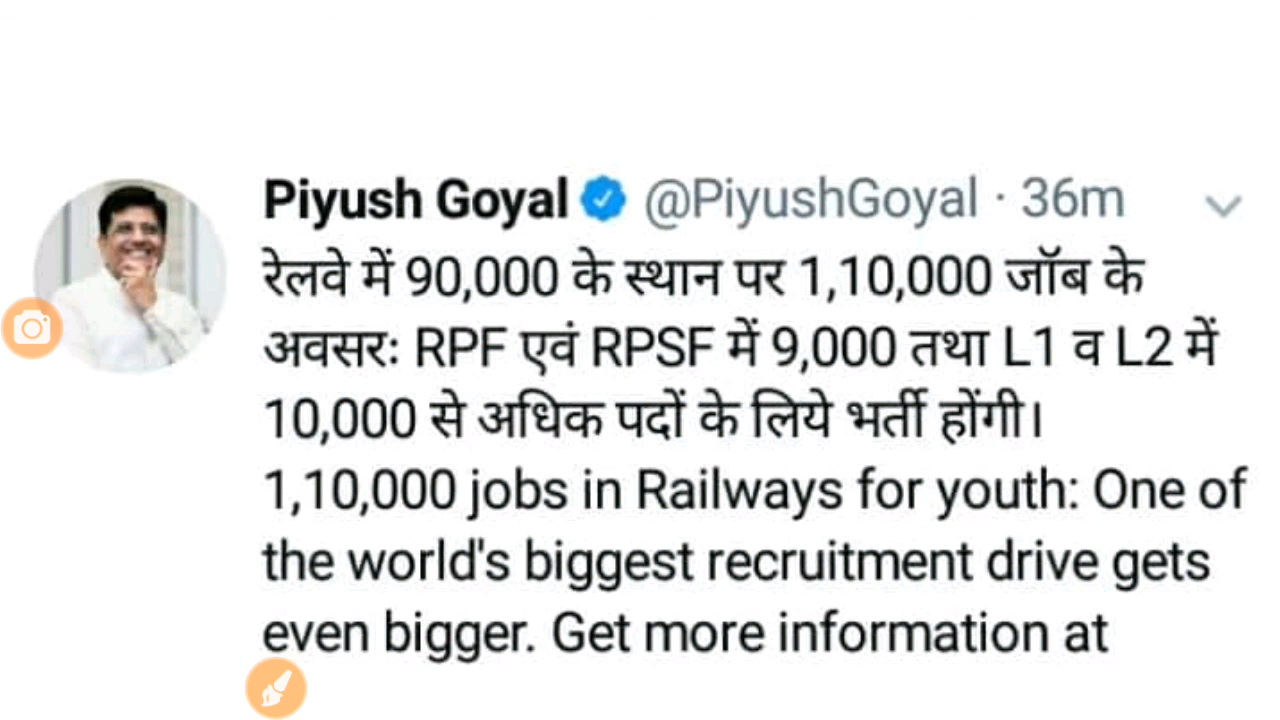 Piyush Goyal @PiyushGoyal · 36m
रेलवे में 90,000 के स्थान पर 1,10,000 जॉब के
अवसरः RPF एवं RPSF में 9,000 तथा L1 व L2 में
10,000 से अधिक पदों के लिये भर्ती होंगी।
1,10,000 jobs in Railways for youth: One of
the world's biggest recruitment drive gets
even bigger. Get more information at